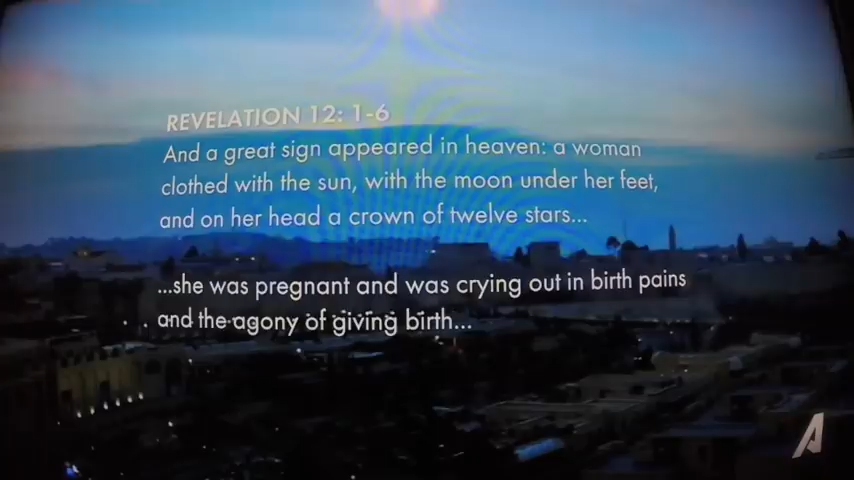 REVELATION 12: 1-6
And a great sign appeared in heaven: a woman
clothed with the sun, with the moon under her feet,
and on her head a crown of twelve stars...
...she was pregnant and was crying out in birth pains
and the agony of giving birth...